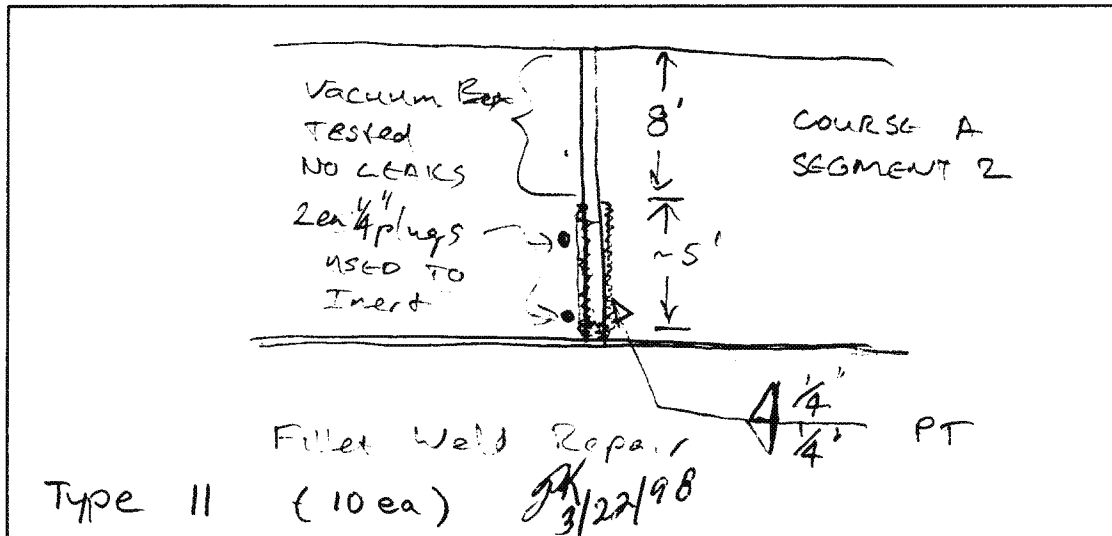 Vacuum Box
Tested
NO LEAKS
2ea 1/4" plugs
USED TO
Inert
8'
~5'
COURSE A
SEGMENT 2
1/4"
1/4"
PT
Fillet Weld Repair
Type II (10 ea)
3/22/98